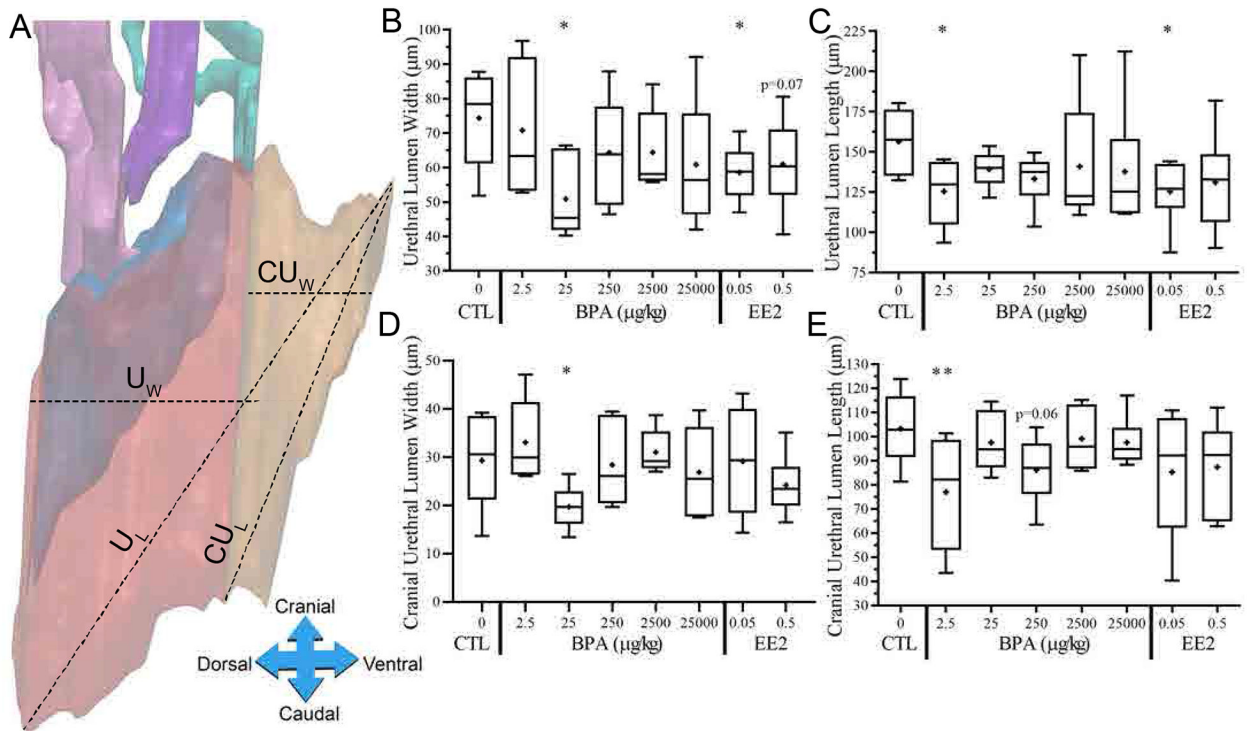 A
CU_W
U_W
U_L
CU_L
Cranial
Dorsal
Ventral
Caudal
B
Urethral Lumen Width (μm)
100
90
80
70
60
50
40
30
*
*
p=0.07
0 2.5 25 250 2500 25000 0.05 0.5
CTL BPA (μg/kg) EE2
C
Urethral Lumen Length (μm)
225
200
175
150
125
100
75
*
*
0 2.5 25 250 2500 25000 0.05 0.5
CTL BPA (μg/kg) EE2
D
Cranial Urethral Lumen Width (μm)
50
40
30
20
10
0
*
0 2.5 25 250 2500 25000 0.05 0.5
CTL BPA (μg/kg) EE2
E
Cranial Urethral Lumen Length (μm)
130
120
110
100
90
80
70
60
50
40
30
**
p=0.06
0 2.5 25 250 2500 25000 0.05 0.5
CTL BPA (μg/kg) EE2